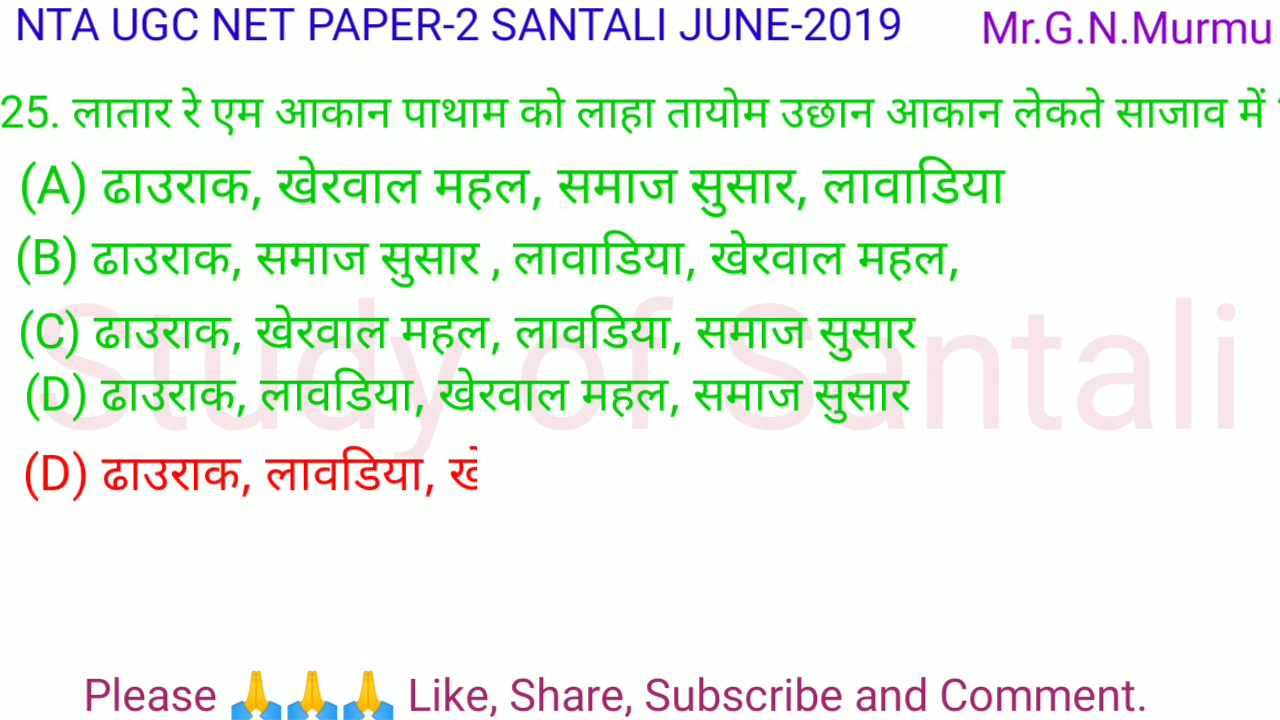 NTA UGC NET PAPER-2 SANTALI JUNE-2019 Mr.G.N.Murmu
25. लातार रे एम आकान पाथाम को लाहा तायोम उछान आकान लेकते साजाव में
(A) ढाउराक, खेरवाल महल, समाज सुसार, लावाडिया
(B) ढाउराक, समाज सुसार , लावाडिया, खेरवाल महल,
(C) ढाउराक, खेरवाल महल, लावडिया, समाज सुसार
Study of Santali
(D) ढाउराक, लावडिया, खेरवाल महल, समाज सुसार
(D) ढाउराक, लावडिया, खे
Please 🙏🙏🙏 Like, Share, Subscribe and Comment.